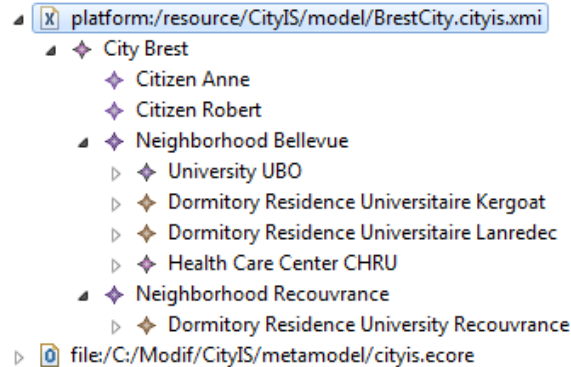 platform:/resource/CityIS/model/BrestCity.cityis.xmi
City Brest
Citizen Anne
Citizen Robert
Neighborhood Bellevue
University UBO
Dormitory Residence Universitaire Kergoat
Dormitory Residence Universitaire Lanredec
Health Care Center CHRU
Neighborhood Recouvrance
Dormitory Residence University Recouvrance
file:/C:/Modif/CityIS/metamodel/cityis.ecore